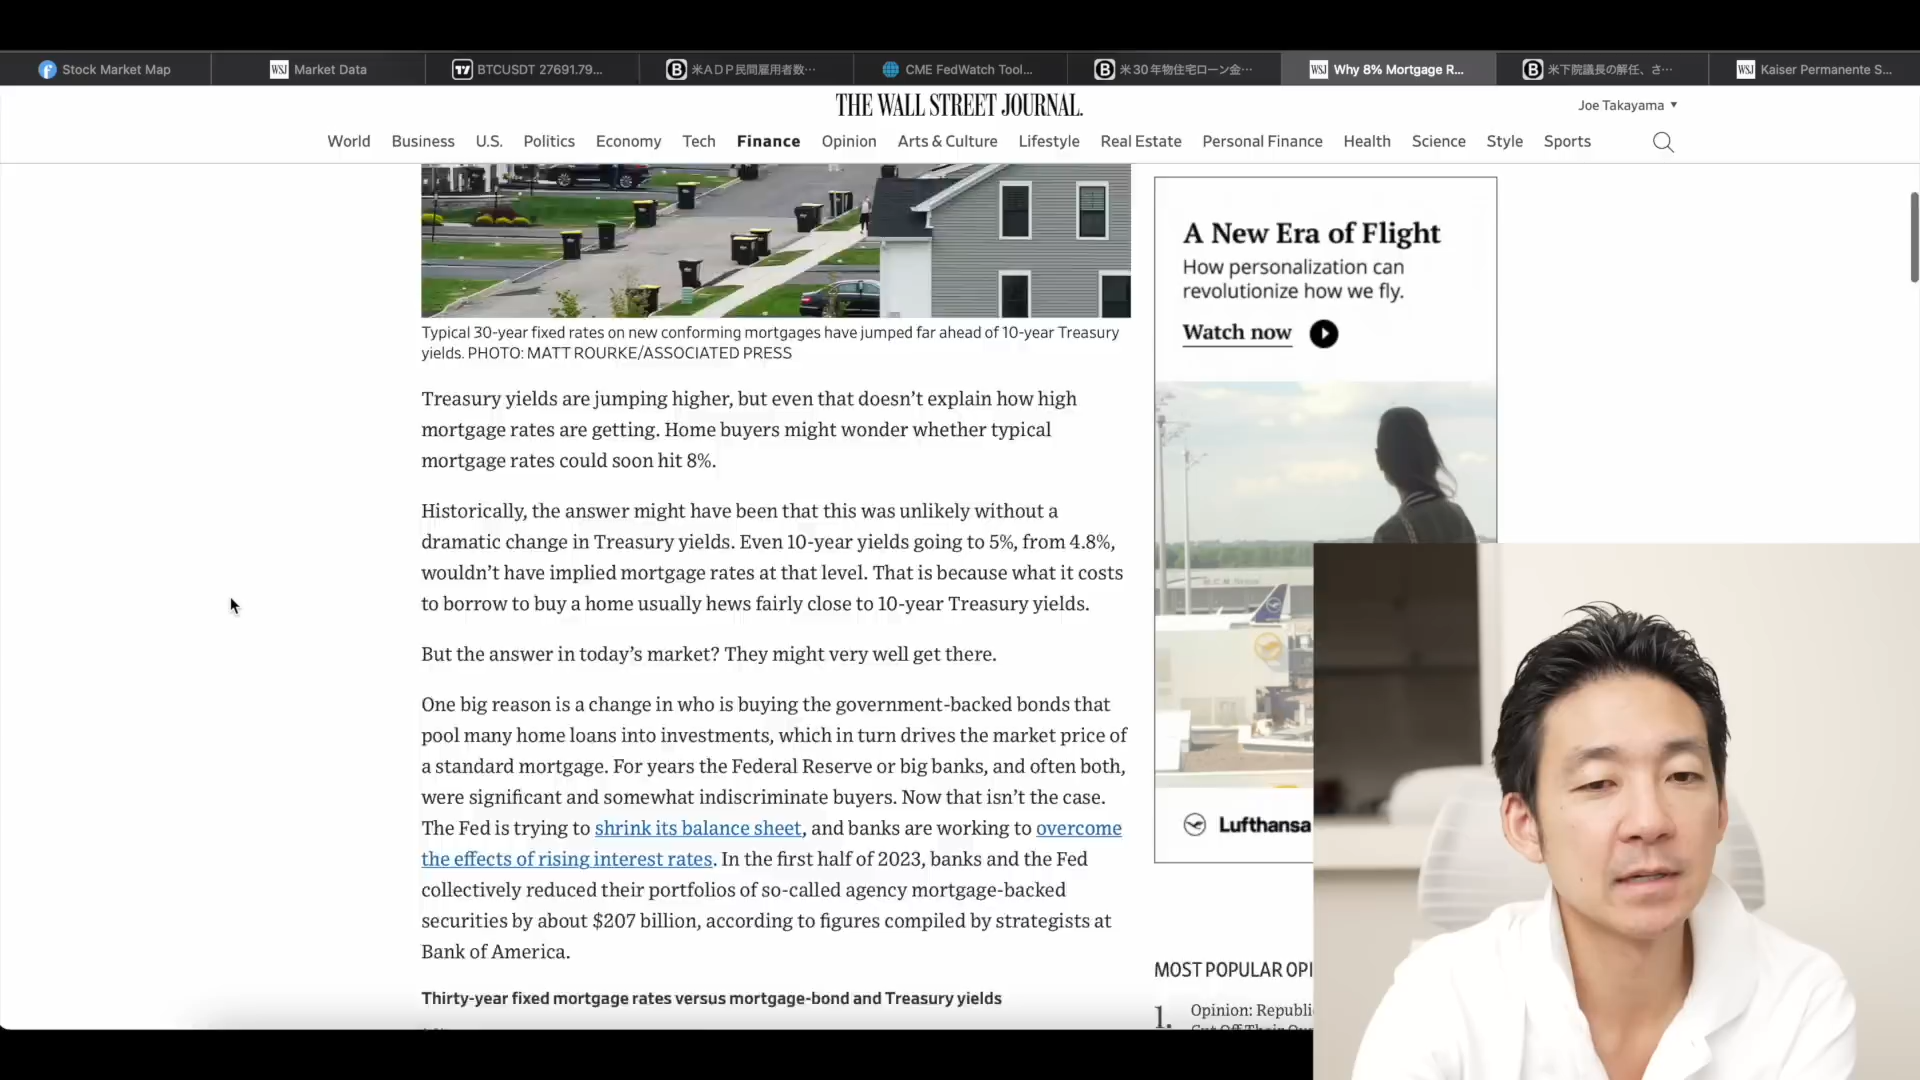 Stock Market Map
WSJ Market Data
BTCUSDT 27691.79...
B 米ＡＤＰ民間雇用者数…
CME FedWatch Tool...
B 米30年物住宅ローン金…
WSJ Why 8% Mortgage R...
B 米下院議長の解任、さ…
WSJ Kaiser Permanente S...
THE WALL STREET JOURNAL.
Joe Takayama
World Business U.S. Politics Economy Tech Finance Opinion Arts & Culture Lifestyle Real Estate Personal Finance Health Science Style Sports
Typical 30-year fixed rates on new conforming mortgages have jumped far ahead of 10-year Treasury
yields. PHOTO: MATT ROURKE/ASSOCIATED PRESS
Treasury yields are jumping higher, but even that doesn’t explain how high
mortgage rates are getting. Home buyers might wonder whether typical
mortgage rates could soon hit 8%.
Historically, the answer might have been that this was unlikely without a
dramatic change in Treasury yields. Even 10-year yields going to 5%, from 4.8%,
wouldn’t have implied mortgage rates at that level. That is because what it costs
to borrow to buy a home usually hews fairly close to 10-year Treasury yields.
But the answer in today’s market? They might very well get there.
One big reason is a change in who is buying the government-backed bonds that
pool many home loans into investments, which in turn drives the market price of
a standard mortgage. For years the Federal Reserve or big banks, and often both,
were significant and somewhat indiscriminate buyers. Now that isn’t the case.
The Fed is trying to shrink its balance sheet, and banks are working to overcome
the effects of rising interest rates. In the first half of 2023, banks and the Fed
collectively reduced their portfolios of so-called agency mortgage-backed
securities by about $207 billion, according to figures compiled by strategists at
Bank of America.
Thirty-year fixed mortgage rates versus mortgage-bond and Treasury yields
A New Era of Flight
How personalization can
revolutionize how we fly.
Watch now
Lufthansa
MOST POPULAR OPI
1. Opinion: Republi